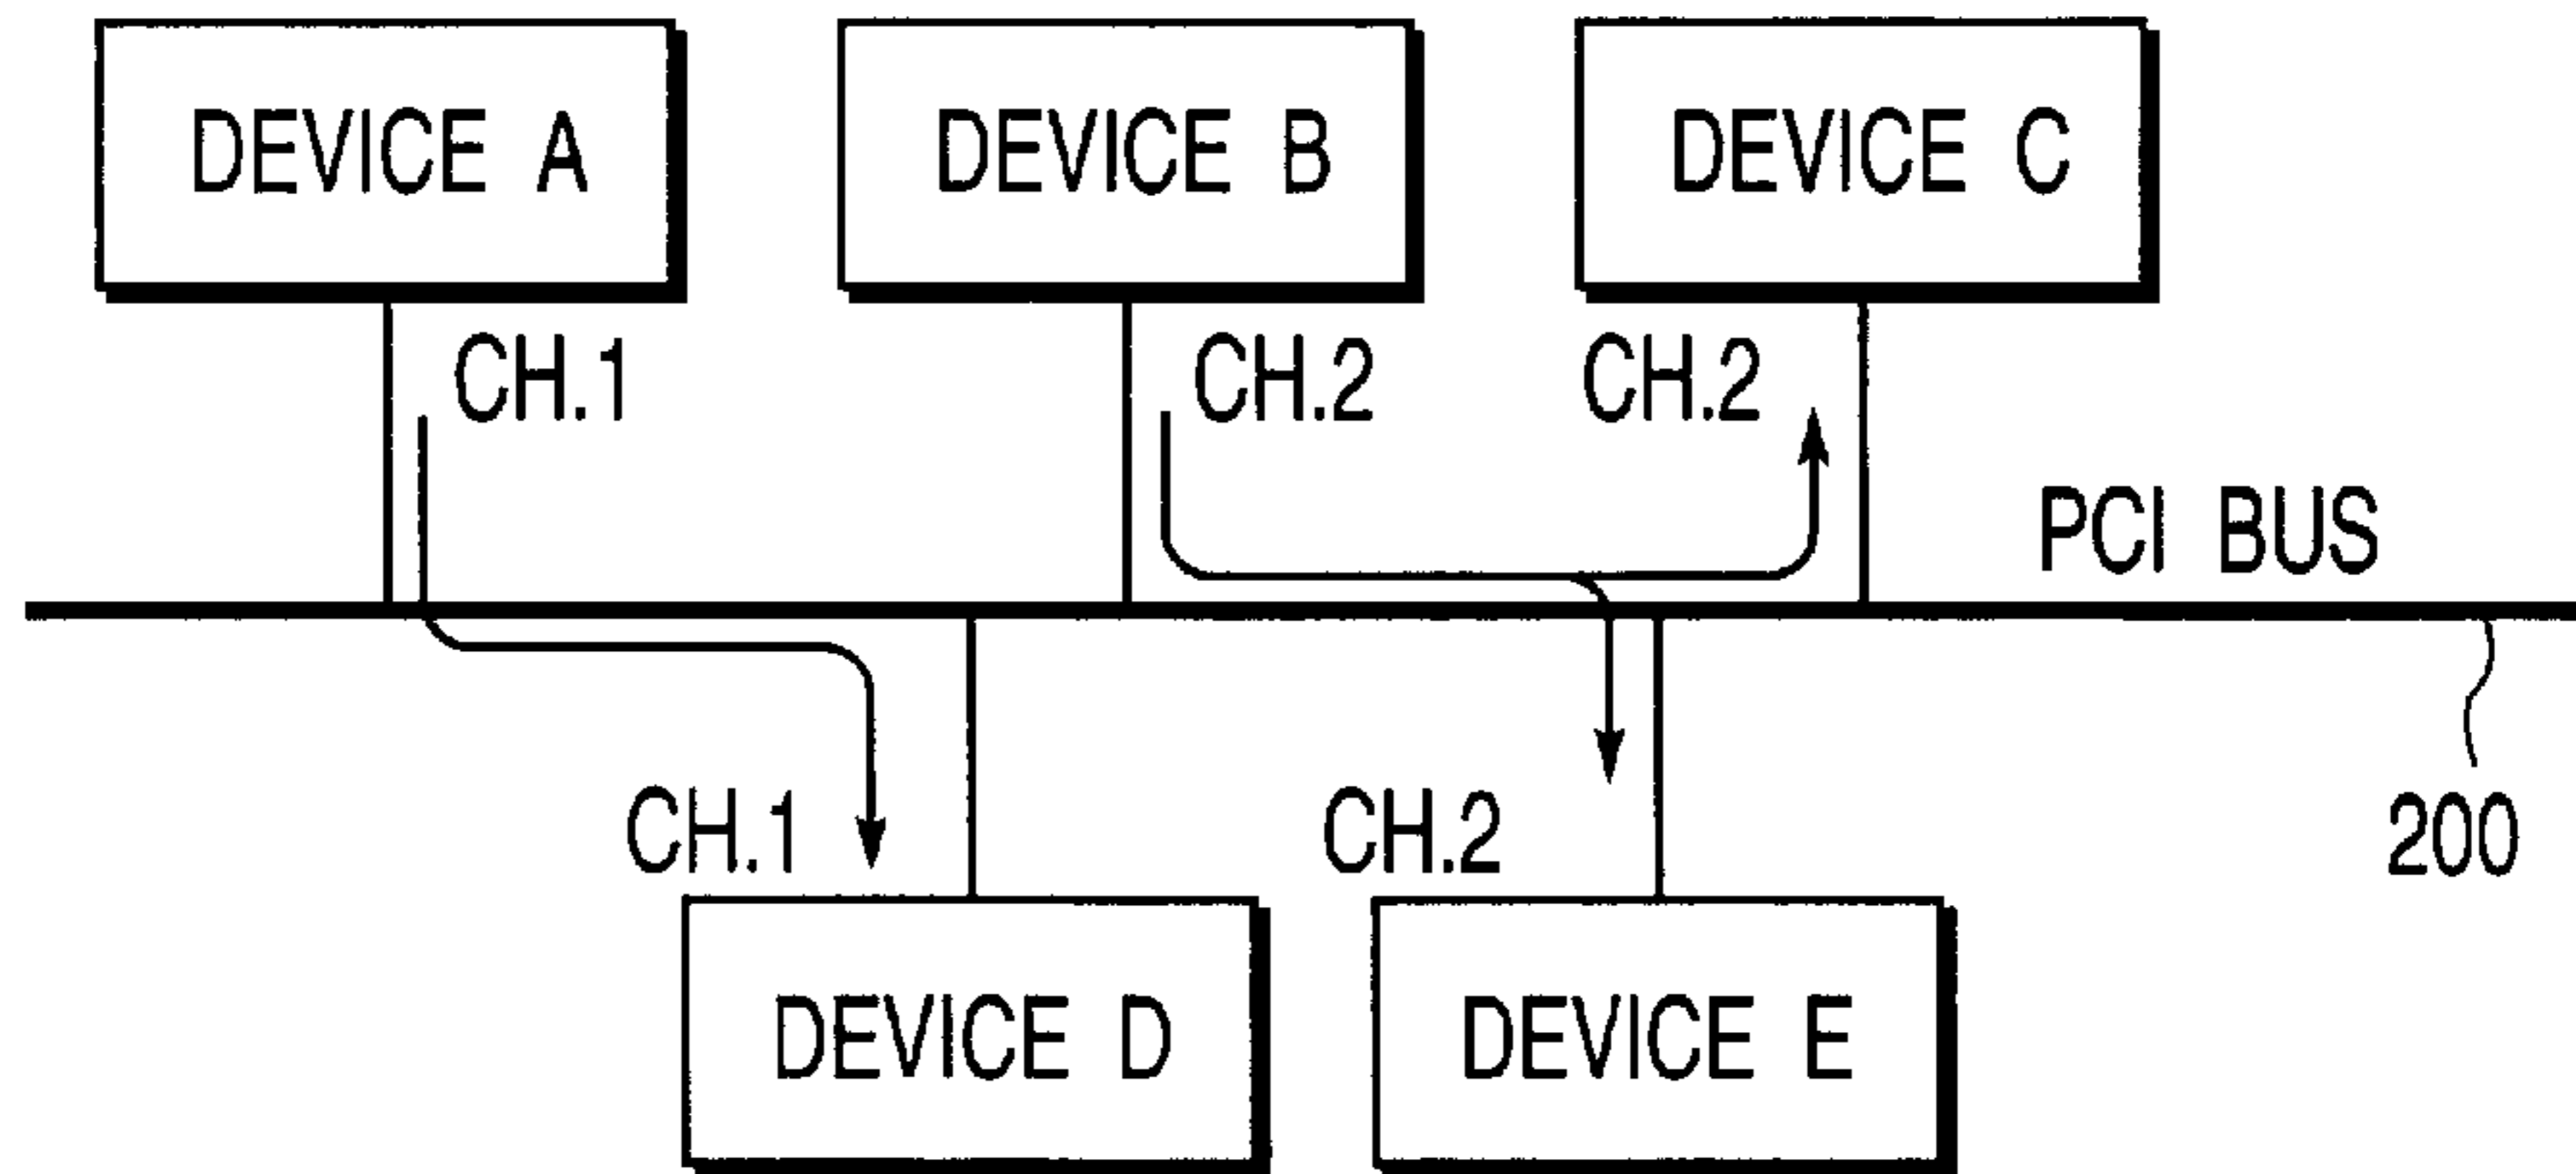 DEVICE A
DEVICE B
DEVICE C
CH.1
CH.2
CH.2
PCI BUS
CH.1
CH.2
200
DEVICE D
DEVICE E